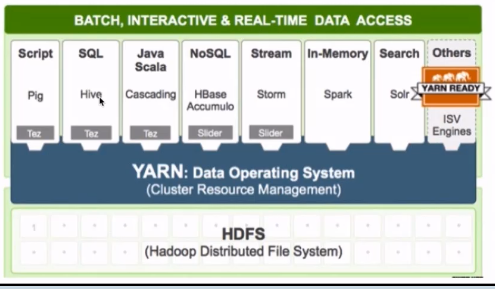 BATCH, INTERACTIVE & REAL-TIME DATA ACCESS
Script
Pig
Tez
SQL
Hive
Tez
Java
Scala
Cascading
Tez
NoSQL
HBase
Accumulo
Slider
Stream
Storm
Slider
In-Memory
Spark
Search
Solr
Others
YARN READY
ISV
Engines
YARN: Data Operating System
(Cluster Resource Management)
1
HDFS
(Hadoop Distributed File System)